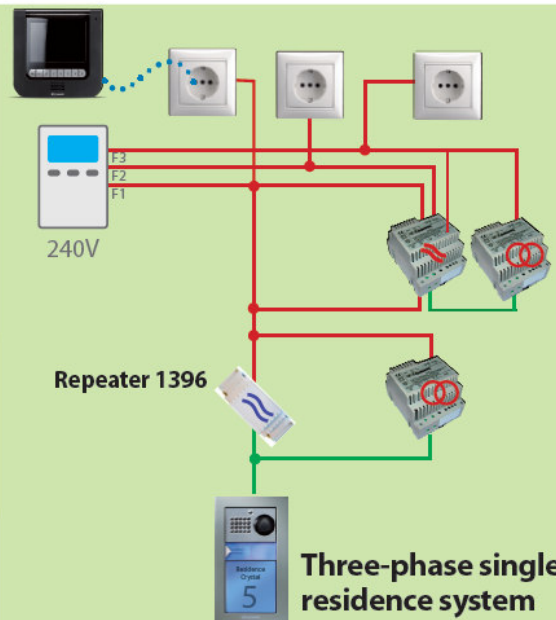 F3
F2
F1
240V
Repeater 1396
Residence
Crystal
5
Three-phase single
residence system